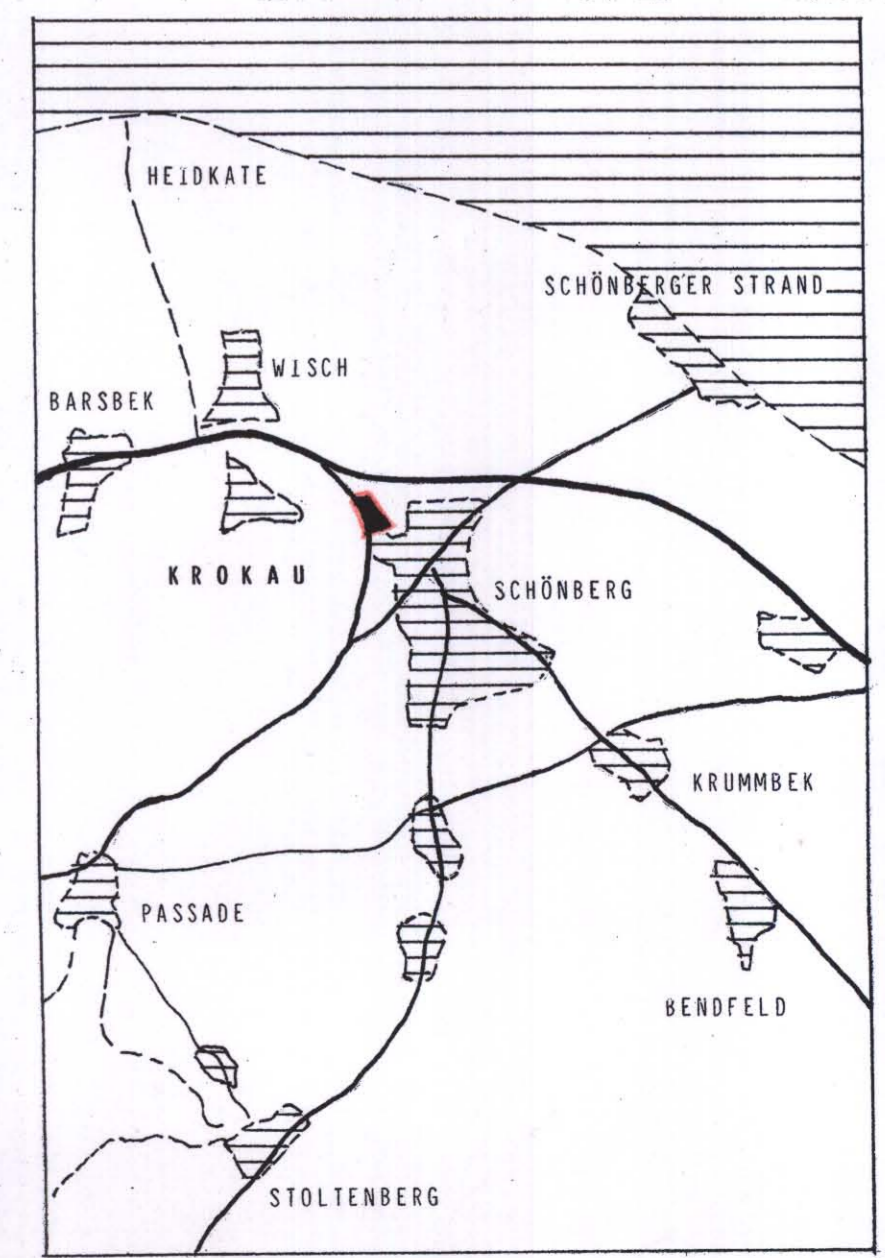 HEIDKATE
SCHÖNBERGER STRAND
WISCH
BARSBEK
KROKAU
SCHÖNBERG
KRUMMBEK
PASSADE
BENDFELD
STOLTENBERG